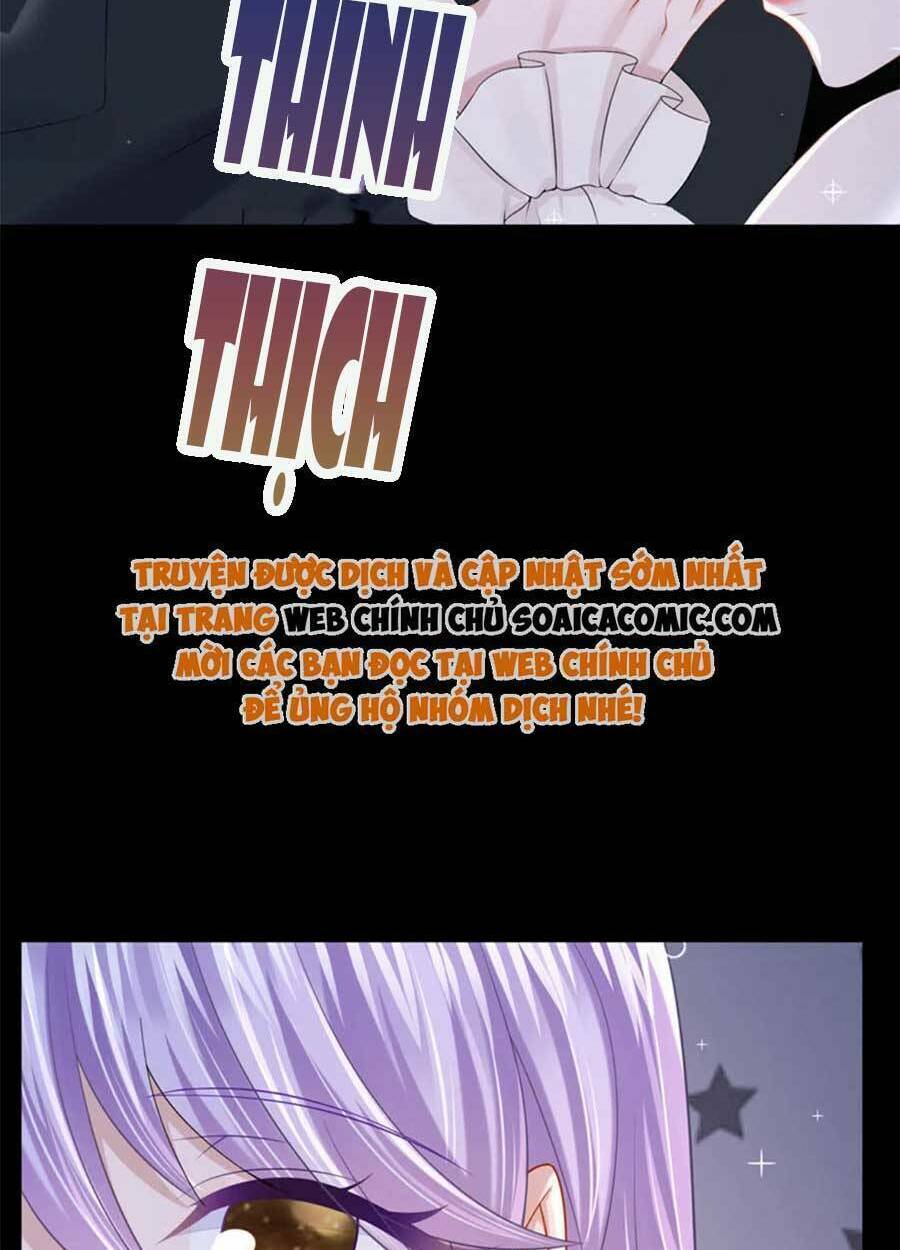 THÌNH
THỊCH
TRUYỆN ĐƯỢC DỊCH VÀ CẬP NHẬT SỚM NHẤT
TẠI TRANG WEB CHÍNH CHỦ SOAICACOMIC.COM
MỜI CÁC BẠN ĐỌC TẠI WEB CHÍNH CHỦ
ĐỂ ỦNG HỘ NHÓM DỊCH NHÉ!